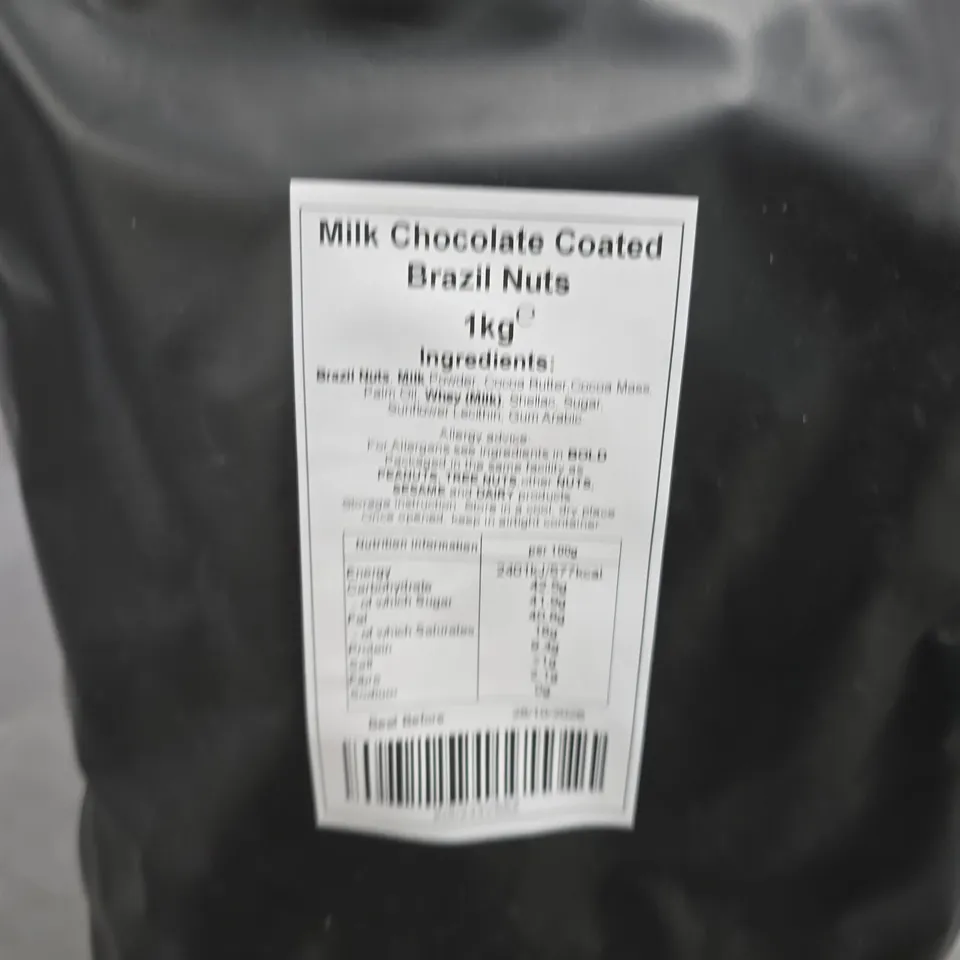 Milk Chocolate Coated
Brazil Nuts
1kg℮
Ingredients:
Brazil Nuts, Milk Powder, Cocoa Butter, Cocoa Mass,
Palm Oil, Whey (Milk), Shellac, Sugar,
Sunflower Lecithin, Gum Arabic
Allergy advice
For Allergens see ingredients in BOLD
Packaged in the same facility as
PEANUTS, TREE NUTS, other NUTS,
SESAME and DAIRY products
Storage instruction: Store in a cool, dry place
Once opened, keep in airtight container
Nutrition Information per 100g
Energy
Carbohydrate
of which Sugar
Fat
of which Saturates
Protein
Salt
Sodium 0g
Best Before